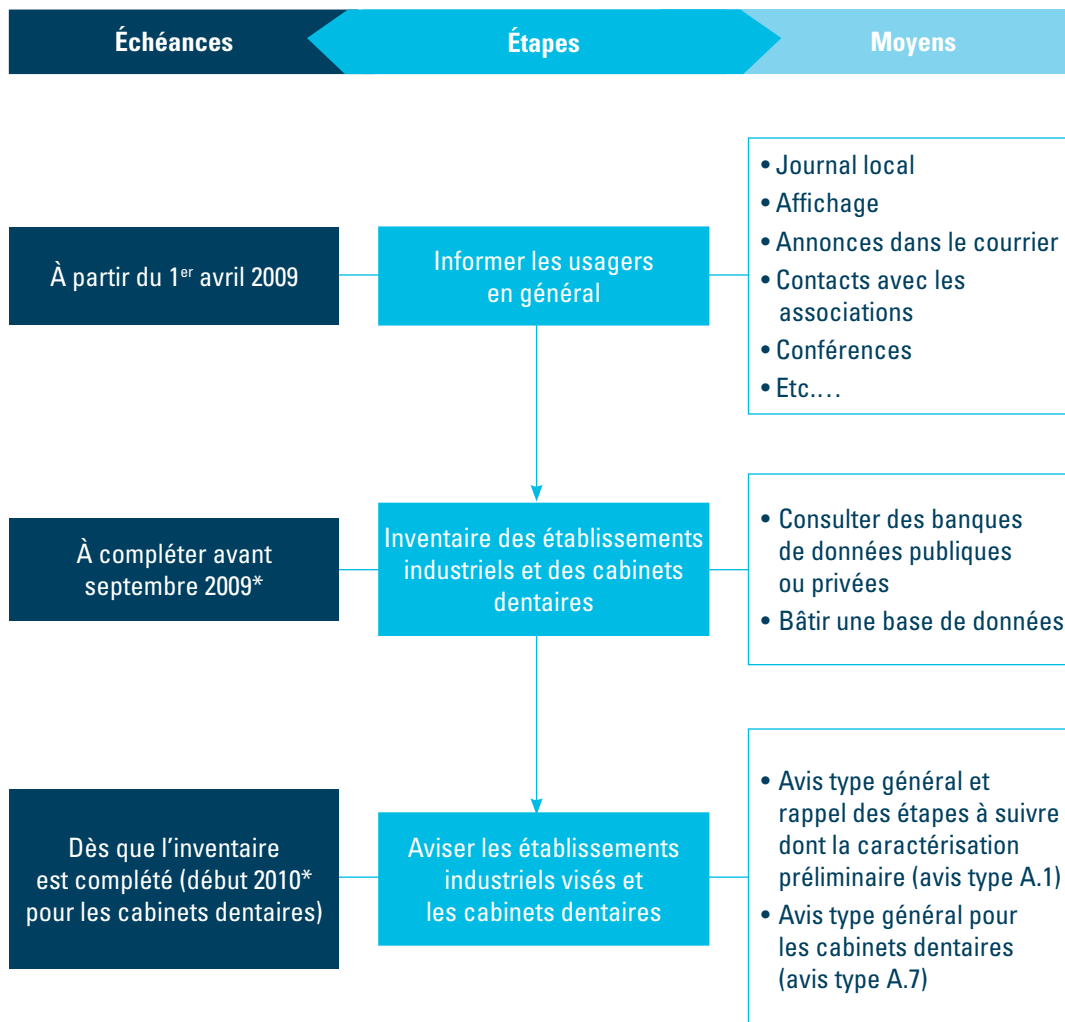 Échéances
Étapes
Moyens
À partir du 1er avril 2009
Informer les usagers
en général
• Journal local
• Affichage
• Annonces dans le courrier
• Contacts avec les
associations
• Conférences
• Etc.…
À compléter avant
septembre 2009*
Inventaire des établissements
industriels et des cabinets
dentaires
• Consulter des banques
de données publiques
ou privées
• Bâtir une base de données
Dès que l’inventaire
est complété (début 2010*
pour les cabinets dentaires)
Aviser les établissements
industriels visés et
les cabinets dentaires
• Avis type général et
rappel des étapes à suivre
dont la caractérisation
préliminaire (avis type A.1)
• Avis type général pour
les cabinets dentaires
(avis type A.7)